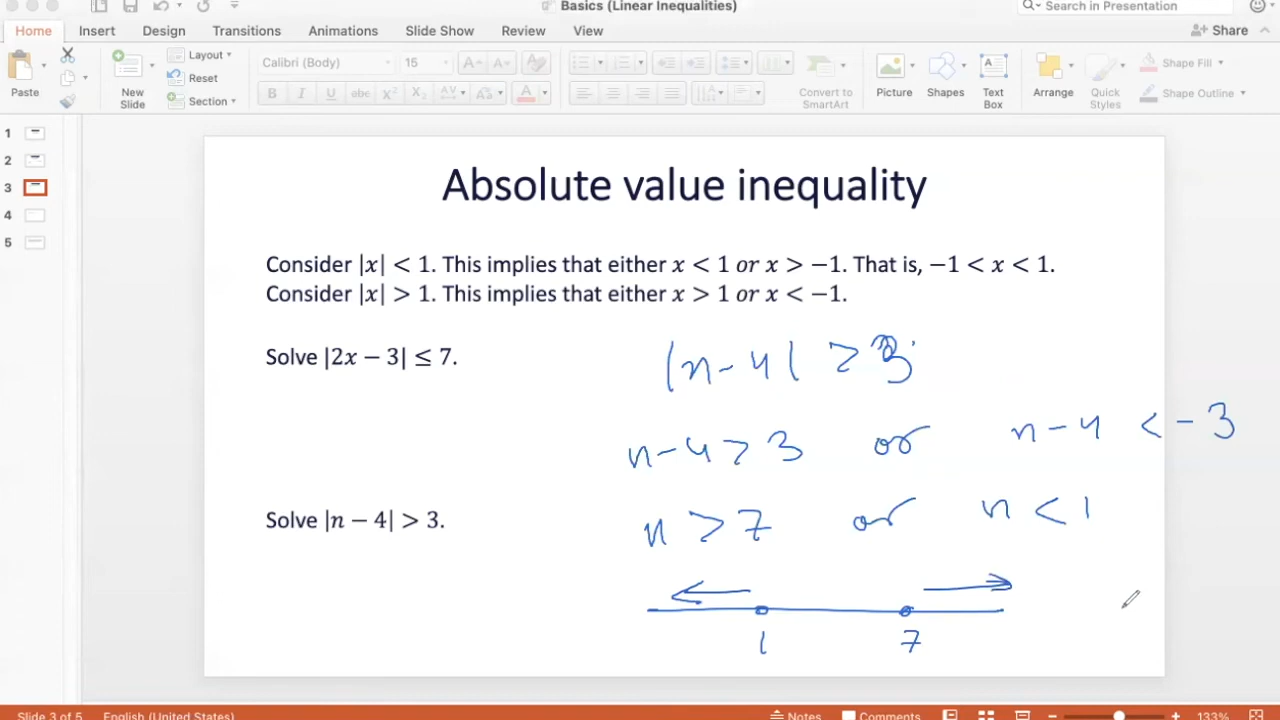 Basics (Linear Inequalities)
Search in Presentation
Home Insert Design Transitions Animations Slide Show Review View
Share
Paste
New Slide
Layout
Reset
Section
Calibri (Body) 15
B I U abc X² X₂ AV Aa A
Convert to SmartArt
Picture
Shapes
Text Box
Arrange
Quick Styles
Shape Fill
Shape Outline
1
2
3
4
5
Absolute value inequality
Consider |x| < 1. This implies that either x < 1 or x > −1. That is, −1 < x < 1.
Consider |x| > 1. This implies that either x > 1 or x < −1.
Solve |2x − 3| ≤ 7.
|n - 4| > 3
n - 4 > 3 or n - 4 < - 3
Solve |n − 4| > 3.
n > 7 or n < 1
1 7
Slide 3 of 5 English (United States)
Notes Comments 133%